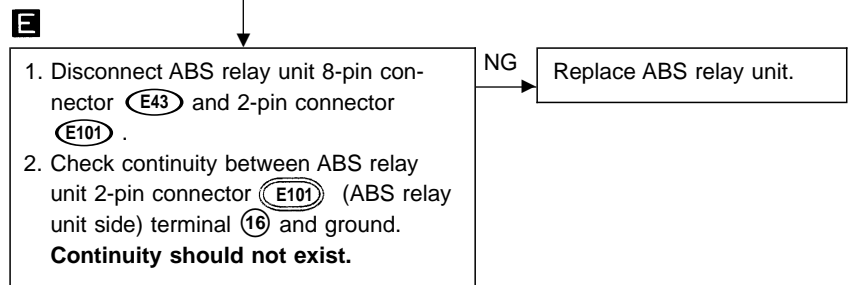 E
1. Disconnect ABS relay unit 8-pin con-
nector E43 and 2-pin connector
E101 .
2. Check continuity between ABS relay
unit 2-pin connector E101 (ABS relay
unit side) terminal 16 and ground.
Continuity should not exist.
NG
Replace ABS relay unit.